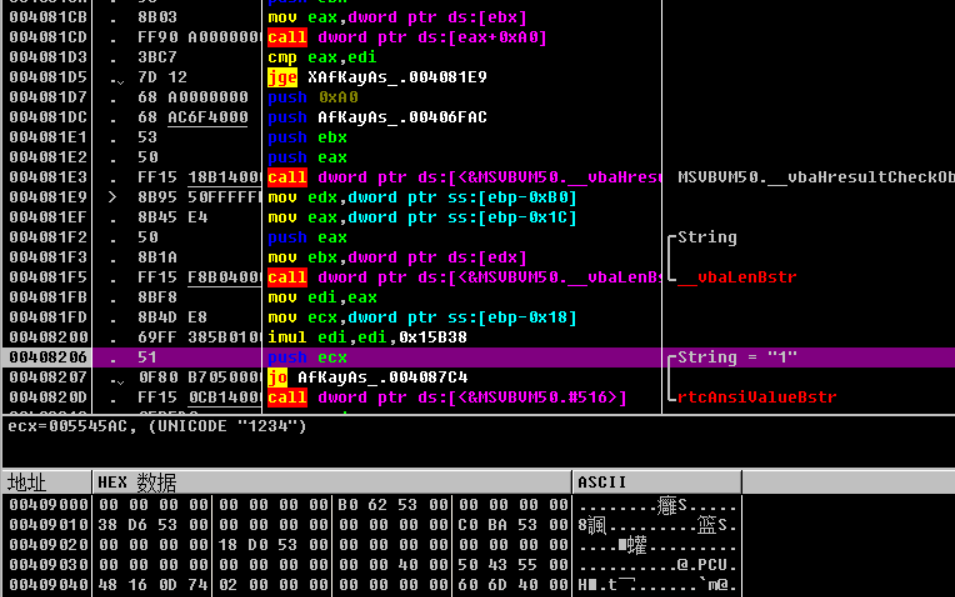 004081CB . 8B03 mov eax,dword ptr ds:[ebx]
004081CD . FF90 A0000000 call dword ptr ds:[eax+0xA0]
004081D3 . 3BC7 cmp eax,edi
004081D5 . 7D 12 jge XAfKayAs_.004081E9
004081D7 . 68 A0000000 push 0xA0
004081DC . 68 AC6F4000 push AfKayAs_.00406FAC
004081E1 . 53 push ebx
004081E2 . 50 push eax
004081E3 . FF15 18B14000 call dword ptr ds:[<&MSVBVM50.__vbaHresu MSVBVM50.__vbaHresultCheckOb
004081E9 > 8B95 50FFFFFF mov edx,dword ptr ss:[ebp-0xB0]
004081EF . 8B45 E4 mov eax,dword ptr ss:[ebp-0x1C]
004081F2 . 50 push eax String
004081F3 . 8B1A mov ebx,dword ptr ds:[edx]
004081F5 . FF15 F8B04000 call dword ptr ds:[<&MSVBVM50.__vbaLenBs __vbaLenBstr
004081FB . 8BF8 mov edi,eax
004081FD . 8B4D E8 mov ecx,dword ptr ss:[ebp-0x18]
00408200 . 69FF 385B0100 imul edi,edi,0x15B38
00408206 . 51 push ecx String = "1"
00408207 . 0F80 B7050000 jo AfKayAs_.004087C4
0040820D . FF15 0CB14000 call dword ptr ds:[<&MSVBVM50.#516>] rtcAnsiValueBstr
ecx=005545AC, (UNICODE "1234")
地址 HEX 数据 ASCII
00409000 00 00 00 00 00 00 00 00 B0 62 53 00 00 00 00 00 ........癰S.....
00409010 38 D6 53 00 00 00 00 00 00 00 00 00 C0 BA 53 00 8諷.........篮S.
00409020 00 00 00 00 18 D0 53 00 00 00 00 00 00 00 00 00
00409030 00 00 00 00 00 00 00 00 00 00 40 00 50 43 55 00 ..........@.PCU.
00409040 48 16 0D 74 02 00 00 00 00 00 00 00 60 6D 40 00